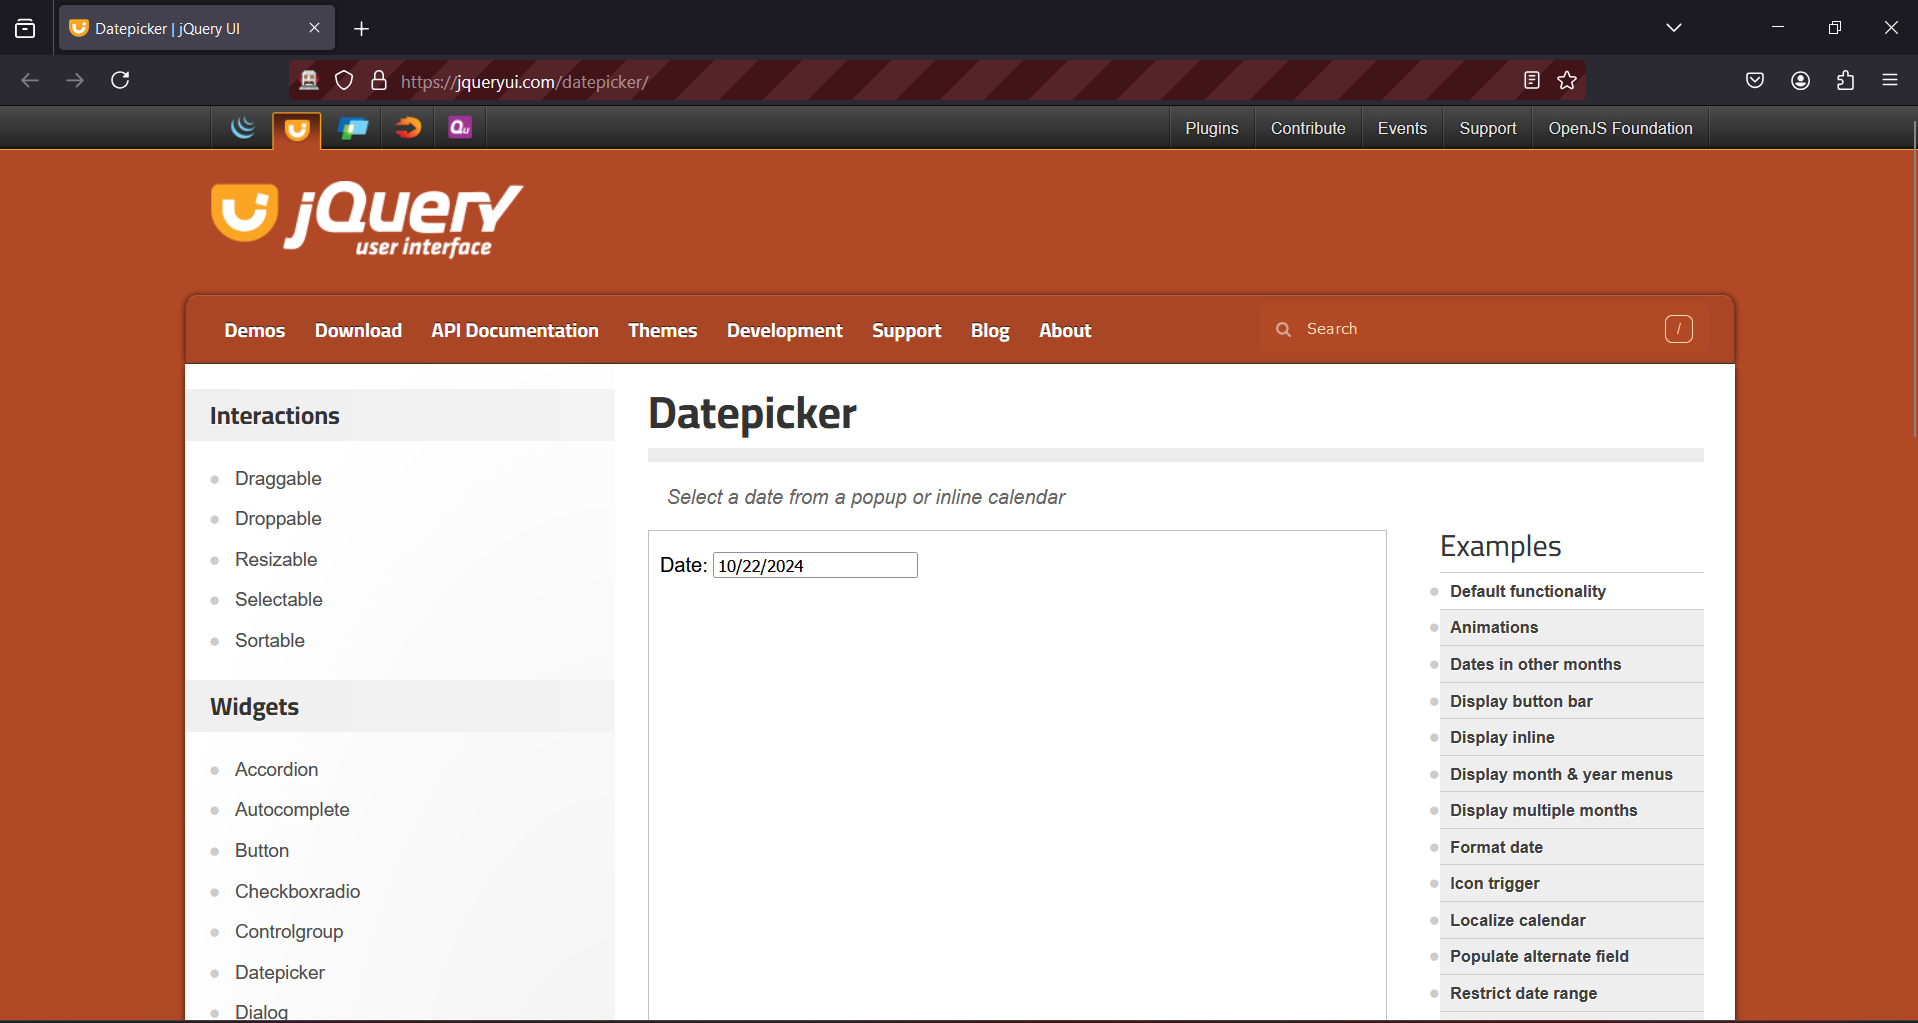 Datepicker | jQuery UI
https://jqueryui.com/datepicker/
Qu
Plugins
Contribute
Events
Support
OpenJS Foundation
jQuery
user interface
Demos
Download
API Documentation
Themes
Development
Support
Blog
About
Search
/
Interactions
Draggable
Droppable
Resizable
Selectable
Sortable
Widgets
Accordion
Autocomplete
Button
Checkboxradio
Controlgroup
Datepicker
Dialog
Datepicker
Select a date from a popup or inline calendar
Date: 10/22/2024
Examples
Default functionality
Animations
Dates in other months
Display button bar
Display inline
Display month & year menus
Display multiple months
Format date
Icon trigger
Localize calendar
Populate alternate field
Restrict date range